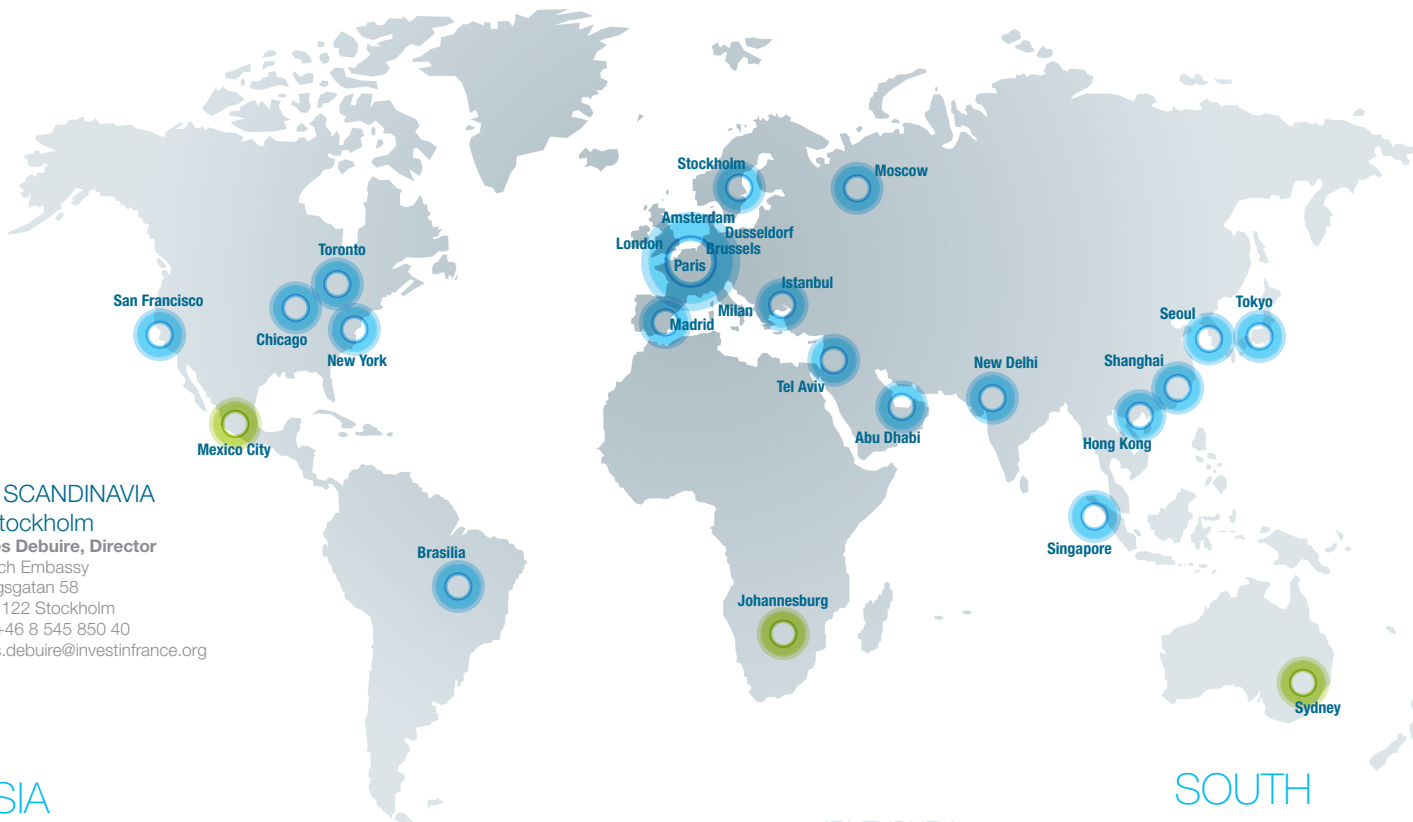 Stockholm
Moscow
Amsterdam
Dusseldorf
London
Brussels
Paris
Toronto
Istanbul
San Francisco
Milan
Madrid
Chicago
New York
Seoul
Tokyo
Shanghai
New Delhi
Tel Aviv
Abu Dhabi
Hong Kong
Mexico City
Singapore
Brasilia
Johannesburg
Sydney
SCANDINAVIA
tockholm
es Debuire, Director
ch Embassy
gsgatan 58
122 Stockholm
+46 8 545 850 40
s.debuire@investinfrance.org
SIA
SOUTH